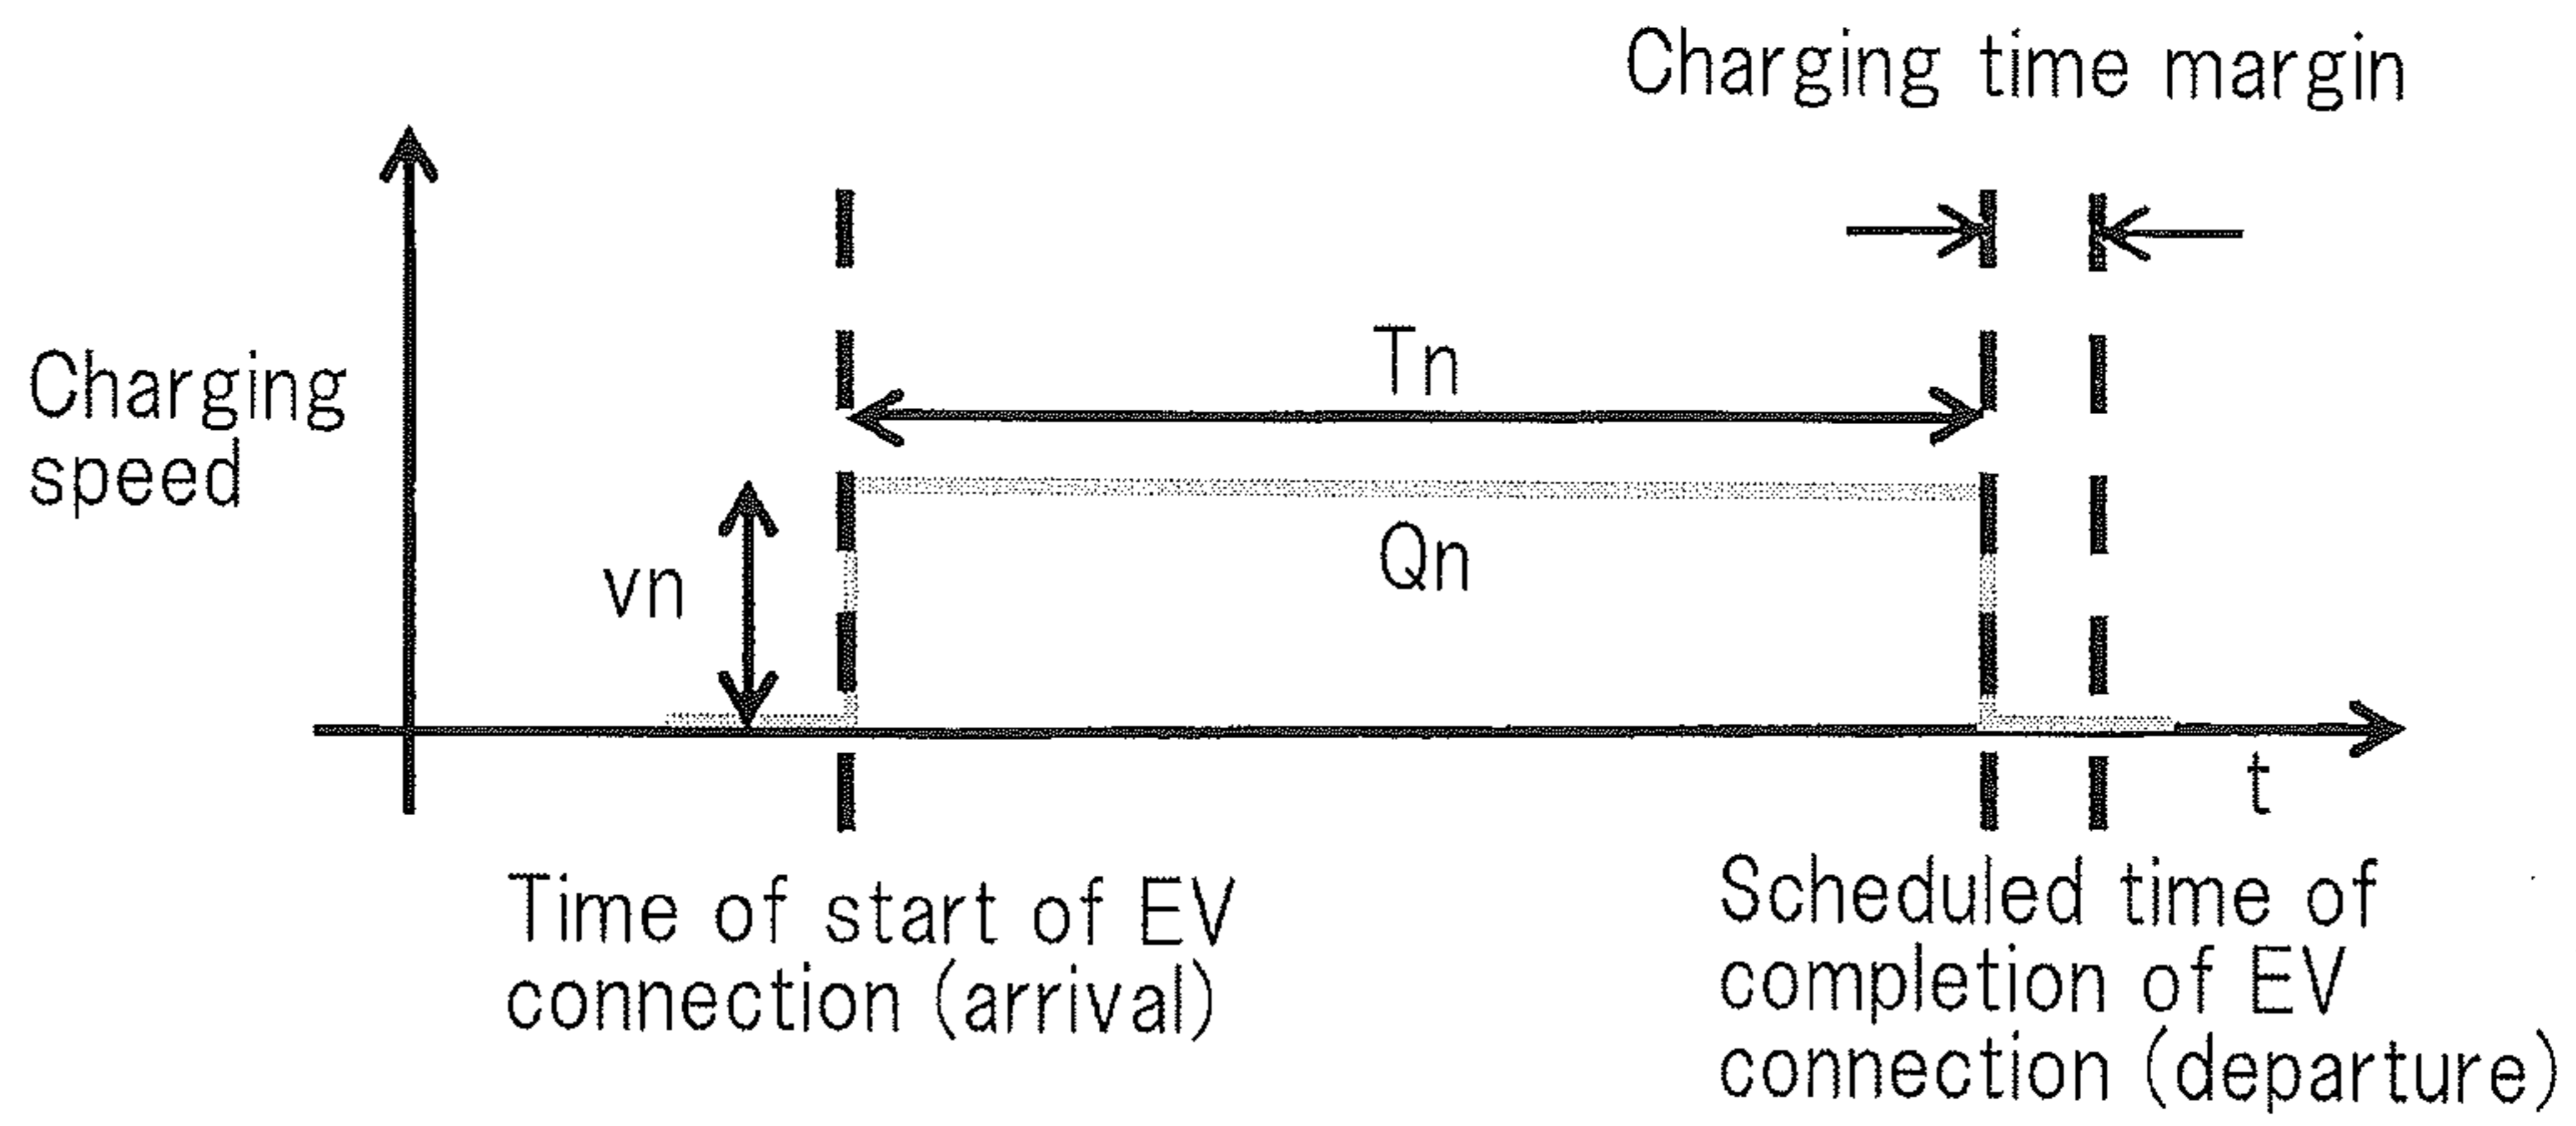 Charging time margin
Tn
Charging
speed
Qn
vn
t
Time of start of EV
connection (arrival)
Scheduled time of
completion of EV
connection (departure)